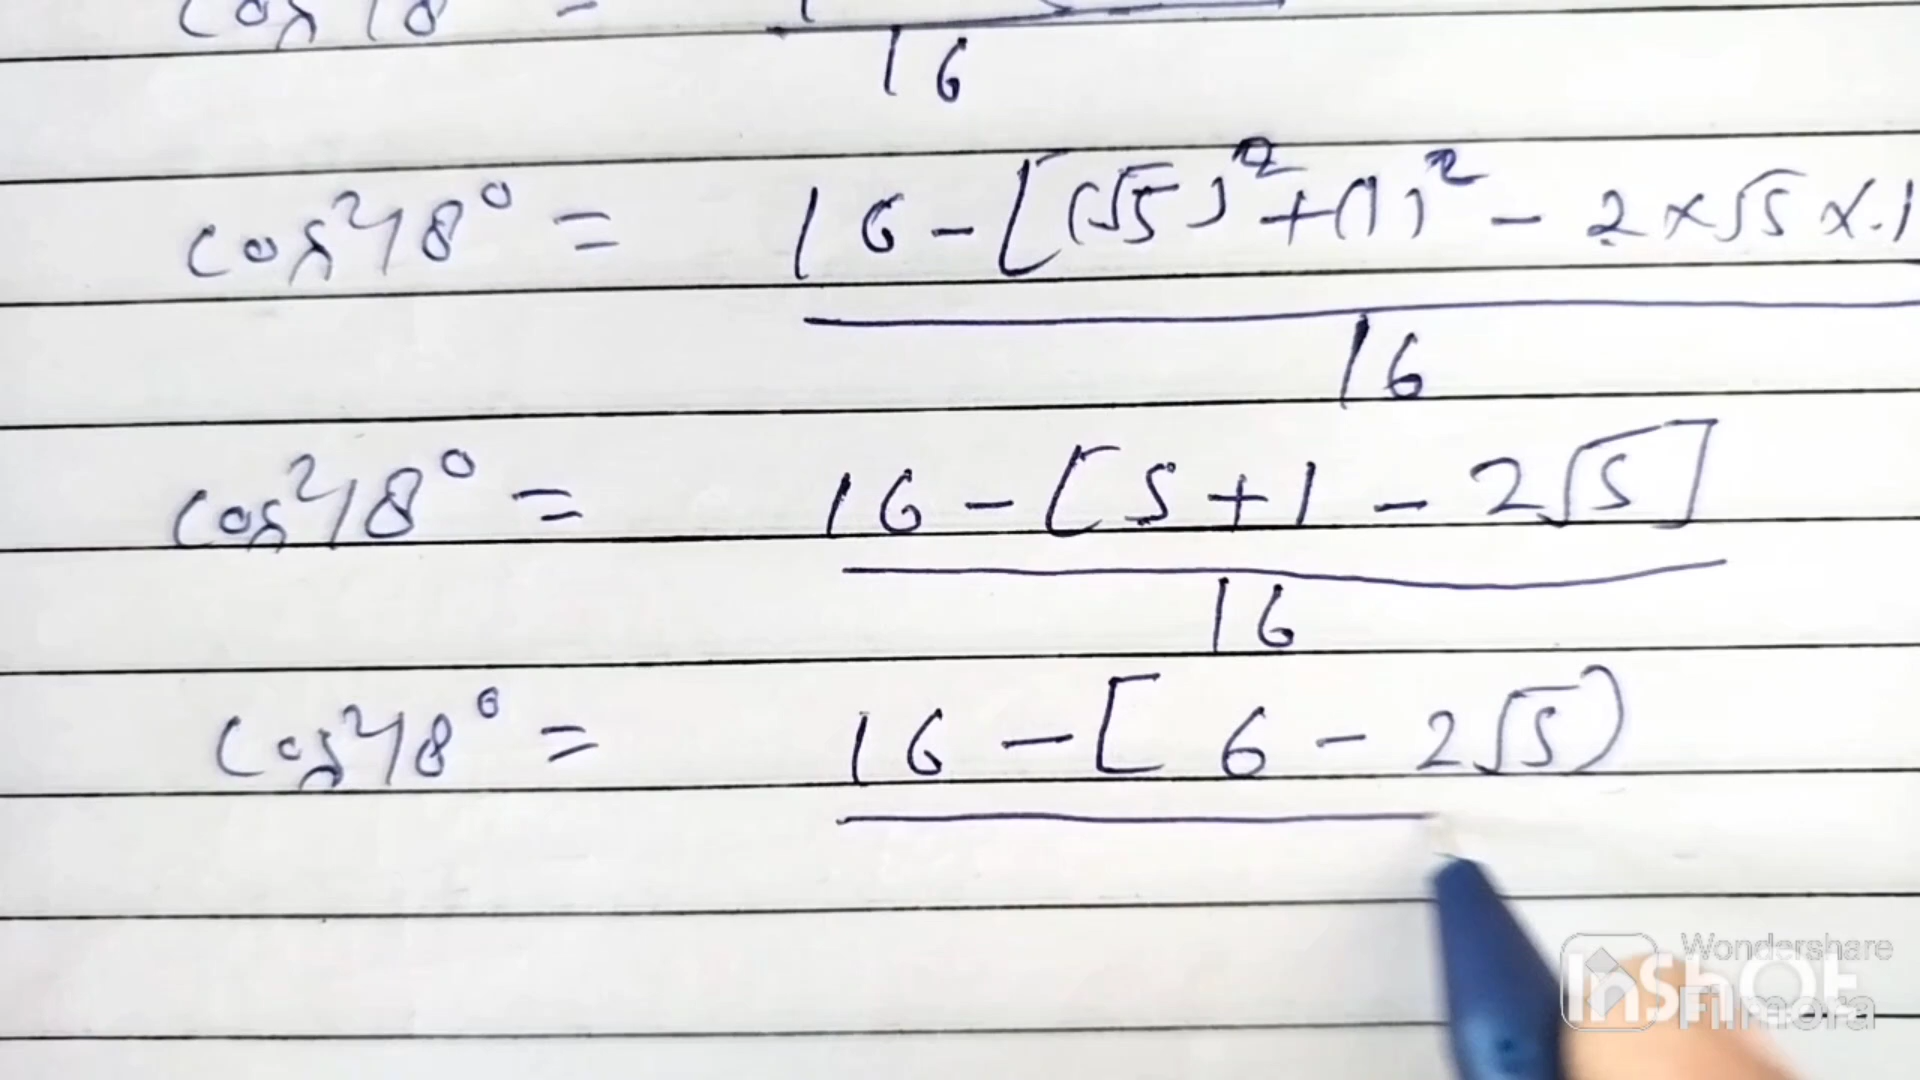 cos²18° =
16
cos²18° = 16 - [(√5)² + (1)² - 2 × √5 × 1
16
cos²18° = 16 - [5 + 1 - 2√5]
16
cos²18° = 16 - [6 - 2√5)
Wondershare
InShOt
Filmora